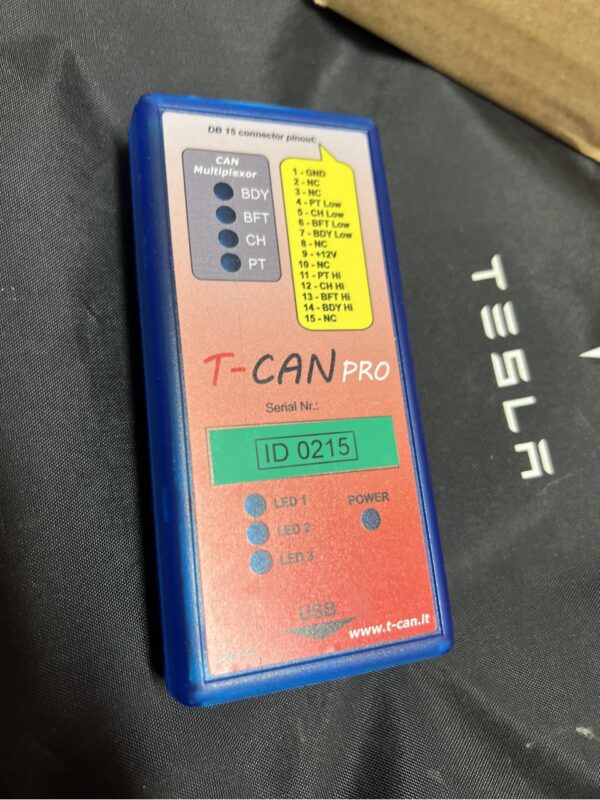 DB 15 connector pinout:
CAN
Multiplexor
BDY
BFT
CH
PT
1 - GND
2 - NC
3 - NC
4 - PT Low
5 - CH Low
6 - BFT Low
7 - BDY Low
8 - NC
9 - +12V
10 - NC
11 - PT Hi
12 - CH Hi
13 - BFT Hi
14 - BDY Hi
15 - NC
T-CAN PRO
Serial Nr.:
ID 0215
LED 1
LED 2
LED 3
POWER
USB
www.t-can.lt
TESLA